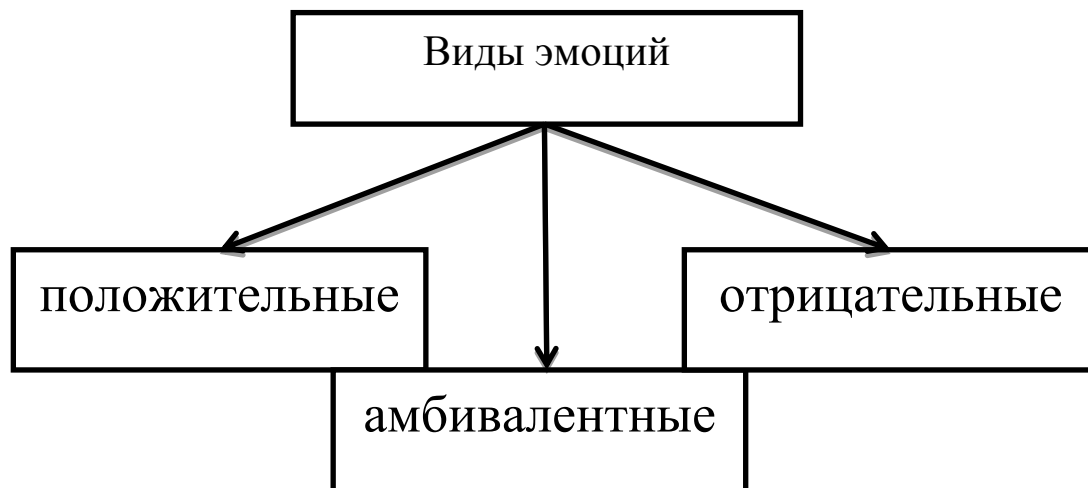 Виды эмоций
положительные
отрицательные
амбивалентные